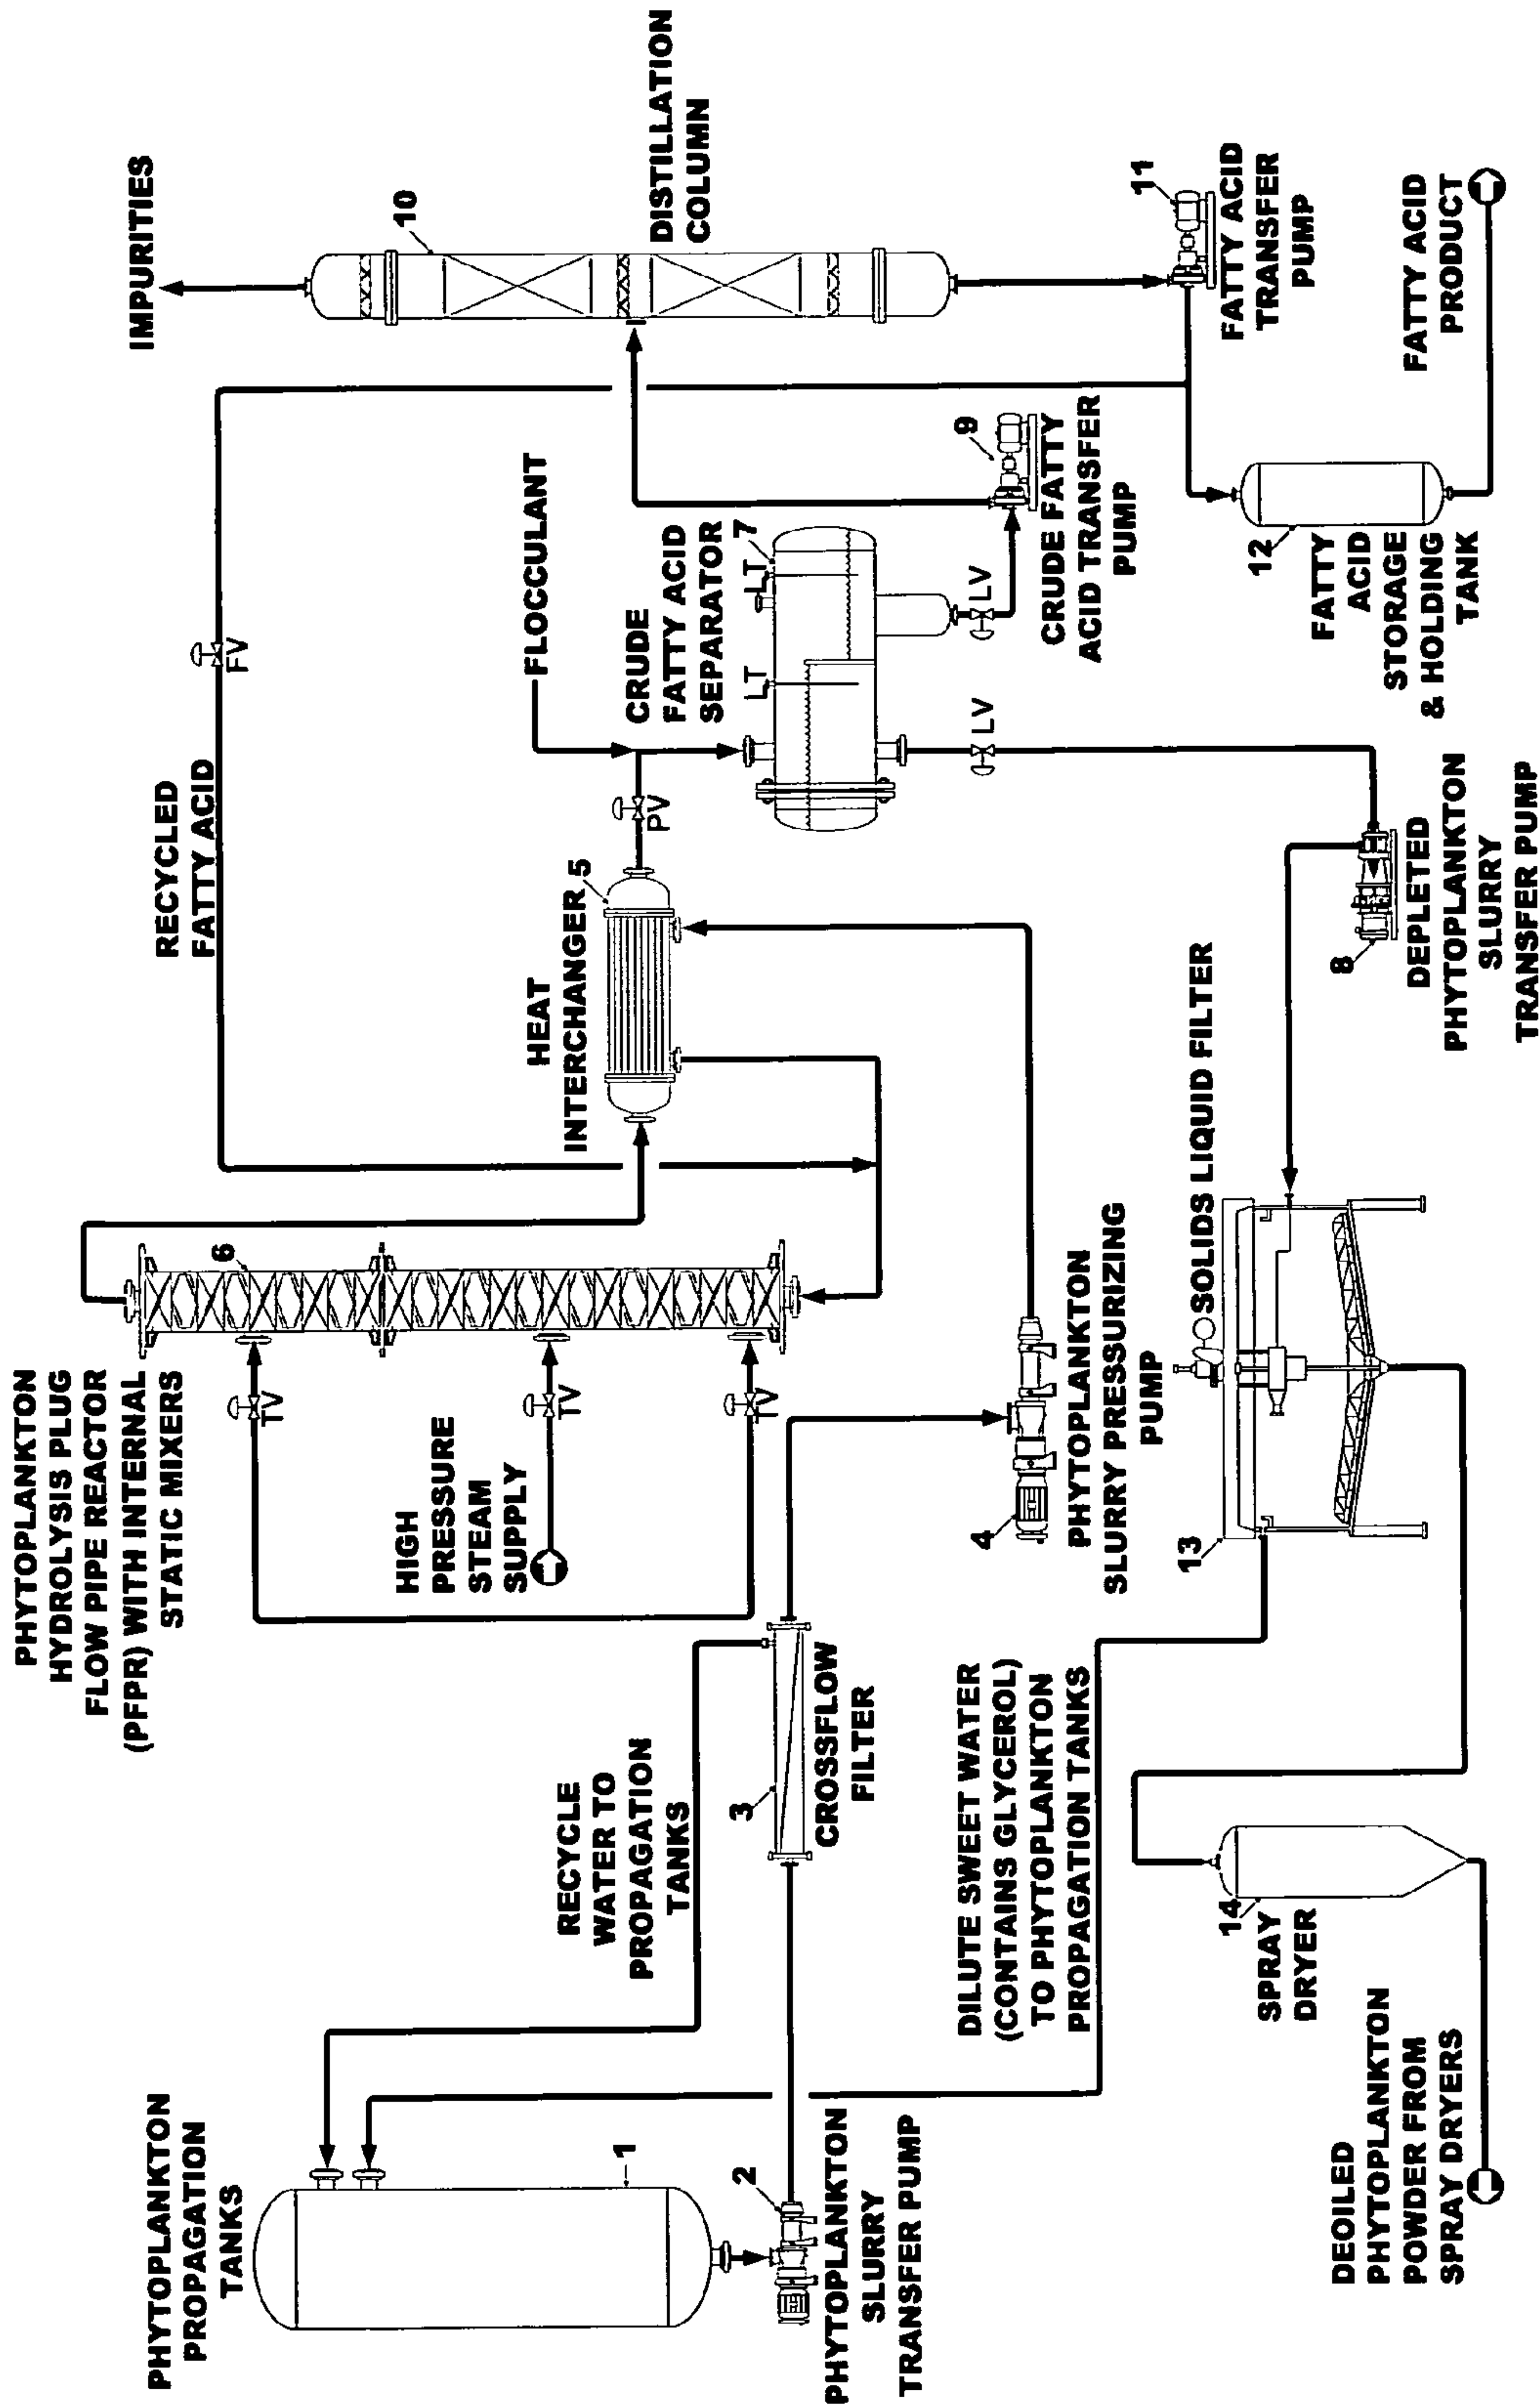 PHYTOPLANKTON
PROPAGATION
TANKS
1
2
PHYTOPLANKTON
SLURRY
TRANSFER PUMP
RECYCLE
WATER TO
PROPAGATION
TANKS
3
CROSSFLOW
FILTER
PHYTOPLANKTON
HYDROLYSIS PLUG
FLOW PIPE REACTOR
(PFPR) WITH INTERNAL
STATIC MIXERS
6
TV
HIGH
PRESSURE
STEAM
SUPPLY
TV
TV
4
PHYTOPLANKTON
SLURRY PRESSURIZING
PUMP
HEAT
INTERCHANGER 5
RECYCLED
FATTY ACID
FV
PV
FLOCCULANT
CRUDE
FATTY ACID
SEPARATOR
7
LT
LT
LV
LV
9
CRUDE FATTY
ACID TRANSFER
PUMP
IMPURITIES
10
DISTILLATION
COLUMN
11
FATTY ACID
TRANSFER
PUMP
12
FATTY
ACID
STORAGE
& HOLDING
TANK
FATTY ACID
PRODUCT
8
DEPLETED
PHYTOPLANKTON
SLURRY
TRANSFER PUMP
SOLIDS LIQUID FILTER
13
DILUTE SWEET WATER
(CONTAINS GLYCEROL)
TO PHYTOPLANKTON
PROPAGATION TANKS
14
SPRAY
DRYER
DEOILED
PHYTOPLANKTON
POWDER FROM
SPRAY DRYERS